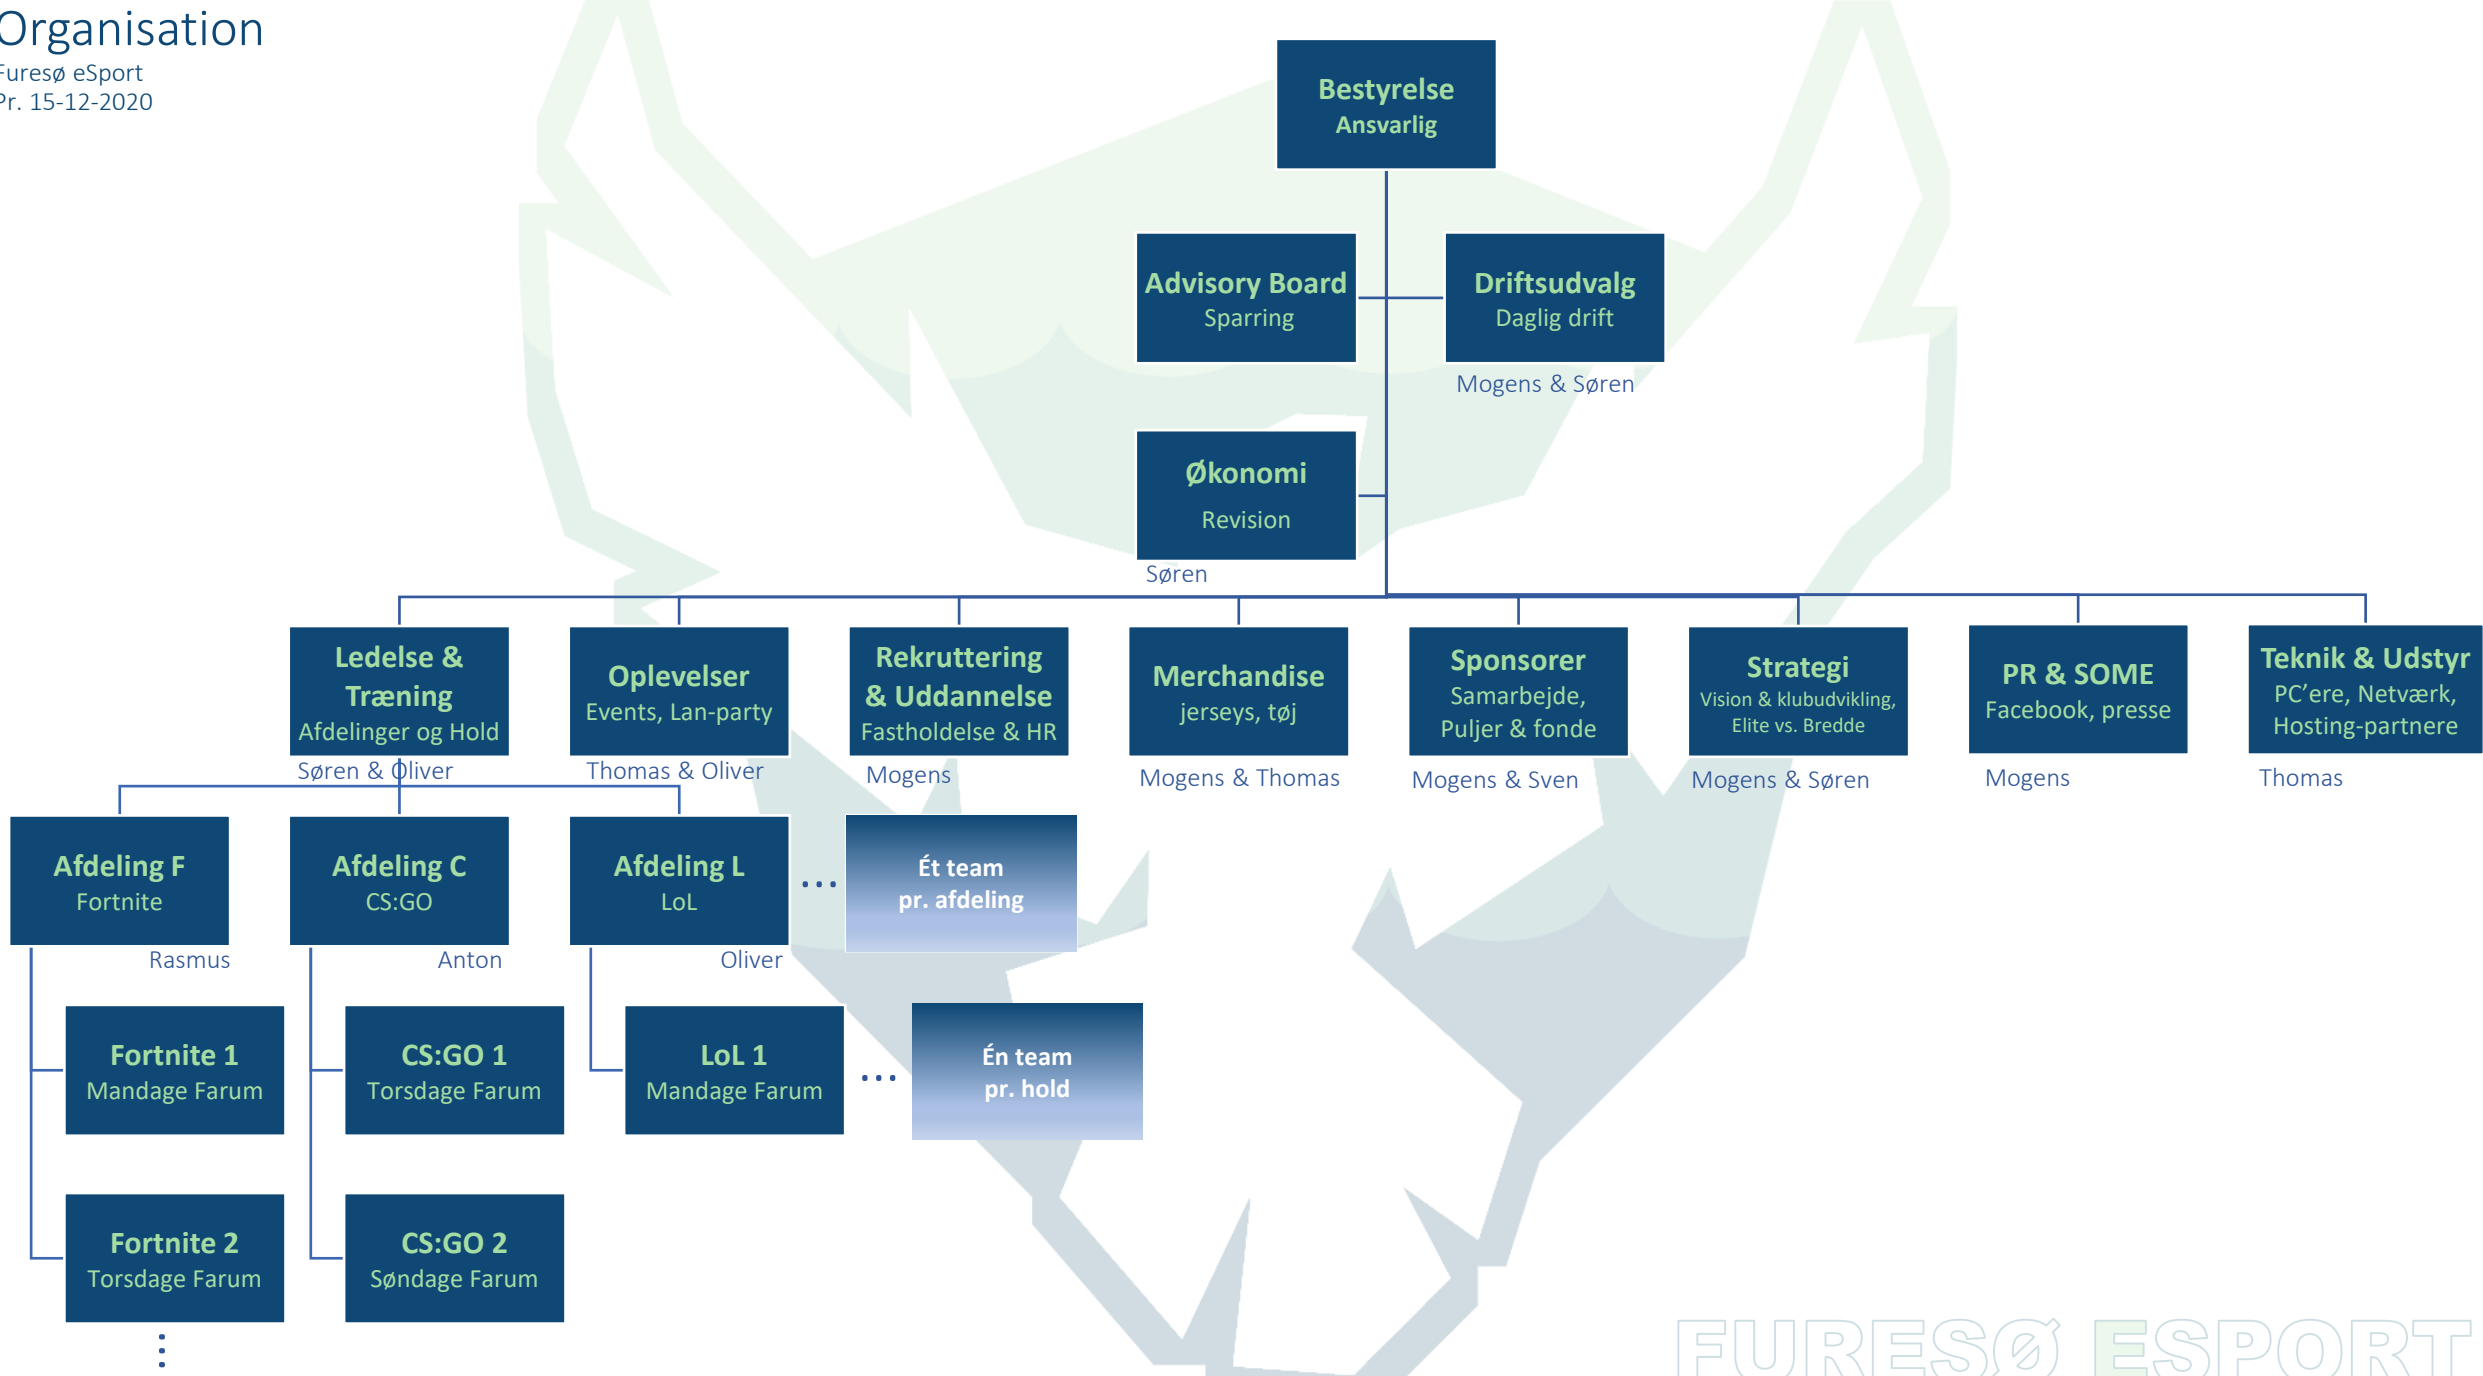 Organisation
Furesø eSport
Pr. 15-12-2020
Bestyrelse
Ansvarlig
Advisory Board
Sparring
Driftsudvalg
Daglig drift
Mogens & Søren
Økonomi
Revision
Søren
Ledelse &
Træning
Afdelinger og Hold
Søren & Oliver
Oplevelser
Events, Lan-party
Thomas & Oliver
Rekruttering
& Uddannelse
Fastholdelse & HR
Mogens
Merchandise
jerseys, tøj
Mogens & Thomas
Sponsorer
Samarbejde,
Puljer & fonde
Mogens & Sven
Strategi
Vision & klubudvikling,
Elite vs. Bredde
Mogens & Søren
PR & SOME
Facebook, presse
Mogens
Teknik & Udstyr
PC'ere, Netværk,
Hosting-partnere
Thomas
Afdeling F
Fortnite
Rasmus
Afdeling C
CS:GO
Anton
Afdeling L
LoL
Oliver
...
Ét team
pr. afdeling
Fortnite 1
Mandage Farum
CS:GO 1
Torsdage Farum
LoL 1
Mandage Farum
...
Én team
pr. hold
Fortnite 2
Torsdage Farum
CS:GO 2
Søndage Farum
...
FURESØ ESPORT